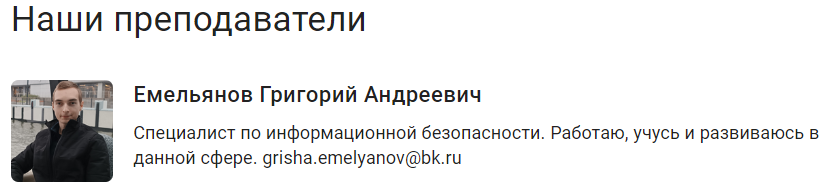 Наши преподаватели
Емельянов Григорий Андреевич
Специалист по информационной безопасности. Работаю, учусь и развиваюсь в
данной сфере. grisha.emelyanov@bk.ru